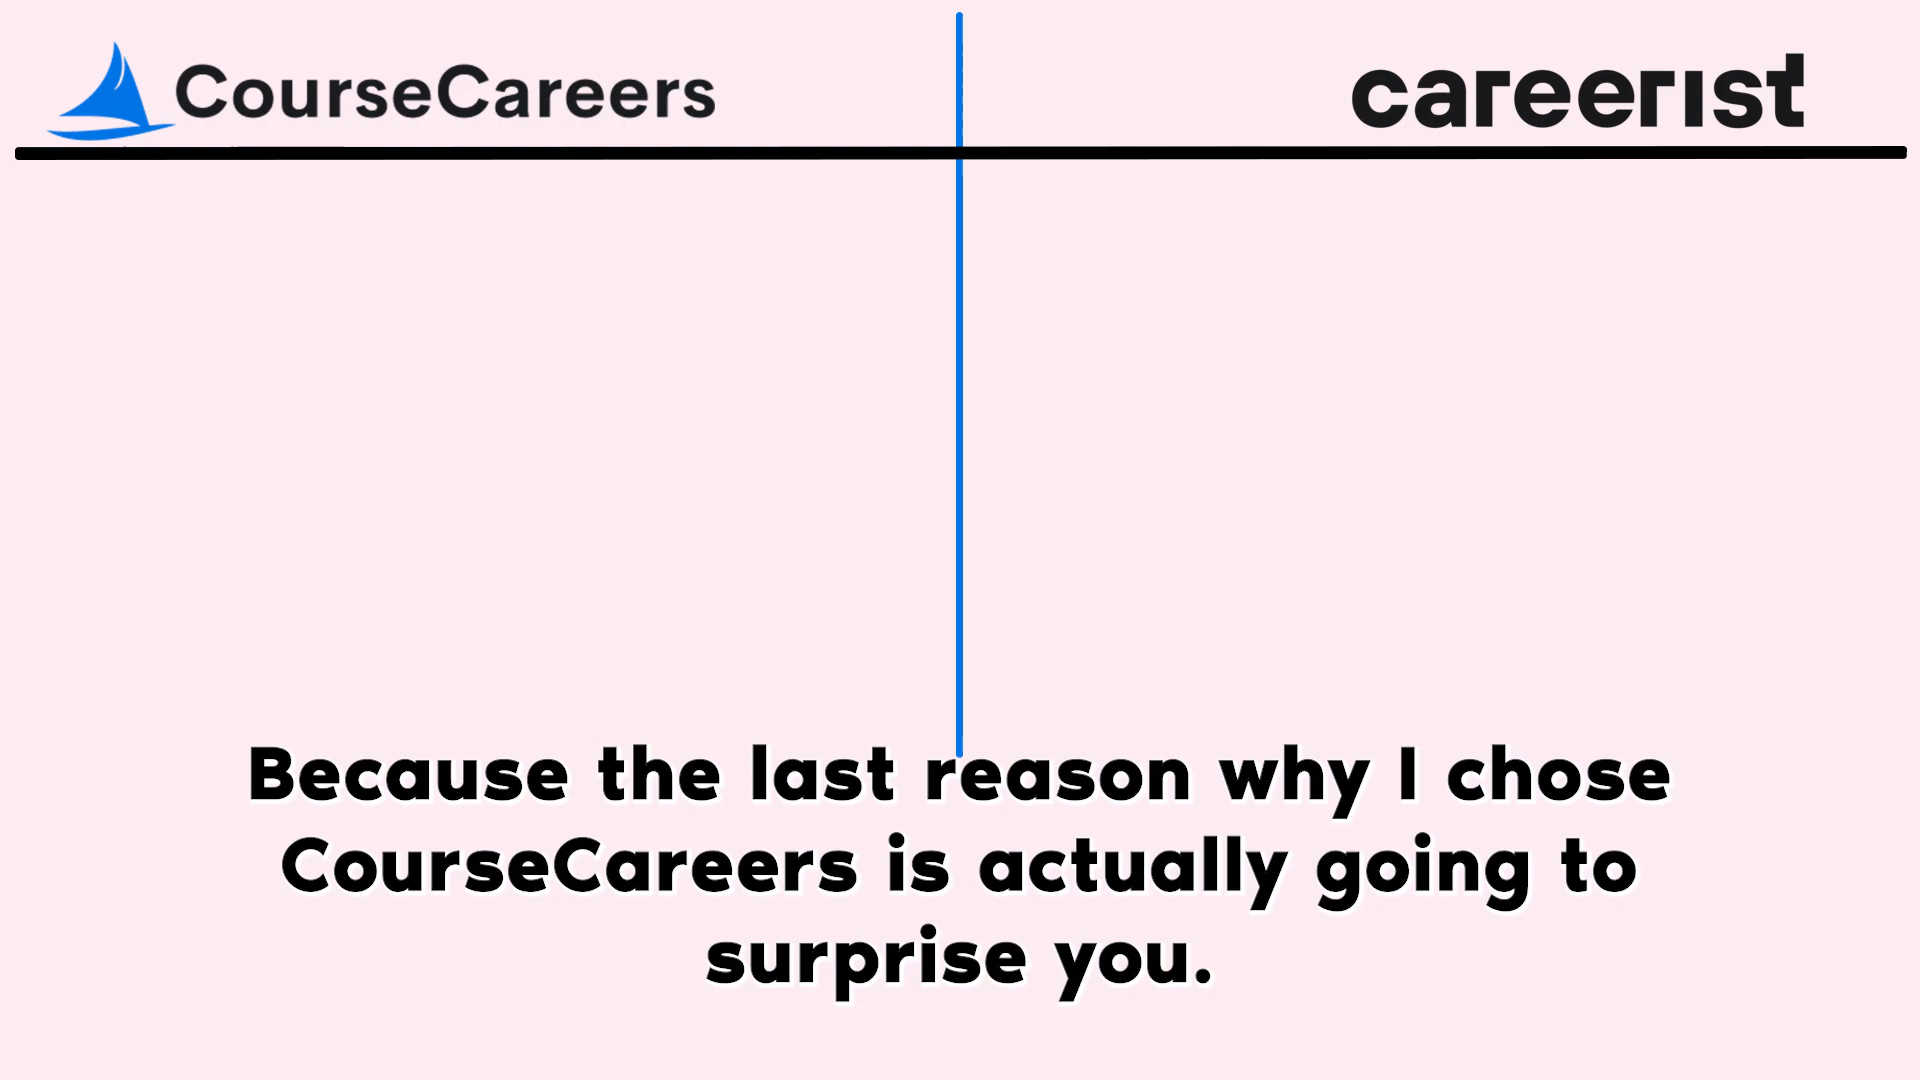 CourseCareers
careerist
Because the last reason why I chose
CourseCareers is actually going to
surprise you.